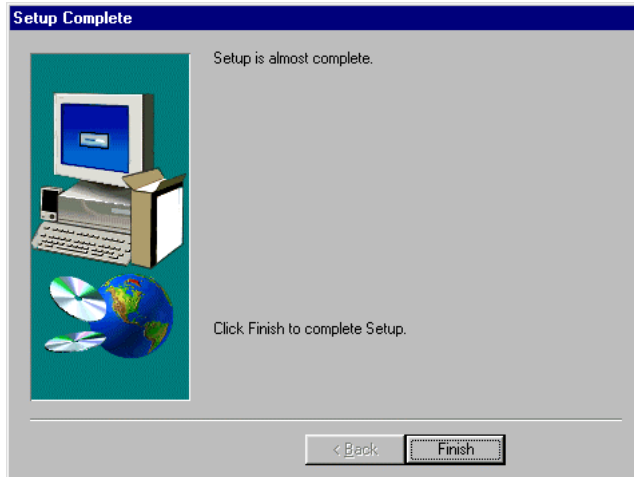 Setup Complete
Setup is almost complete.
Click Finish to complete Setup.
< Back
Finish